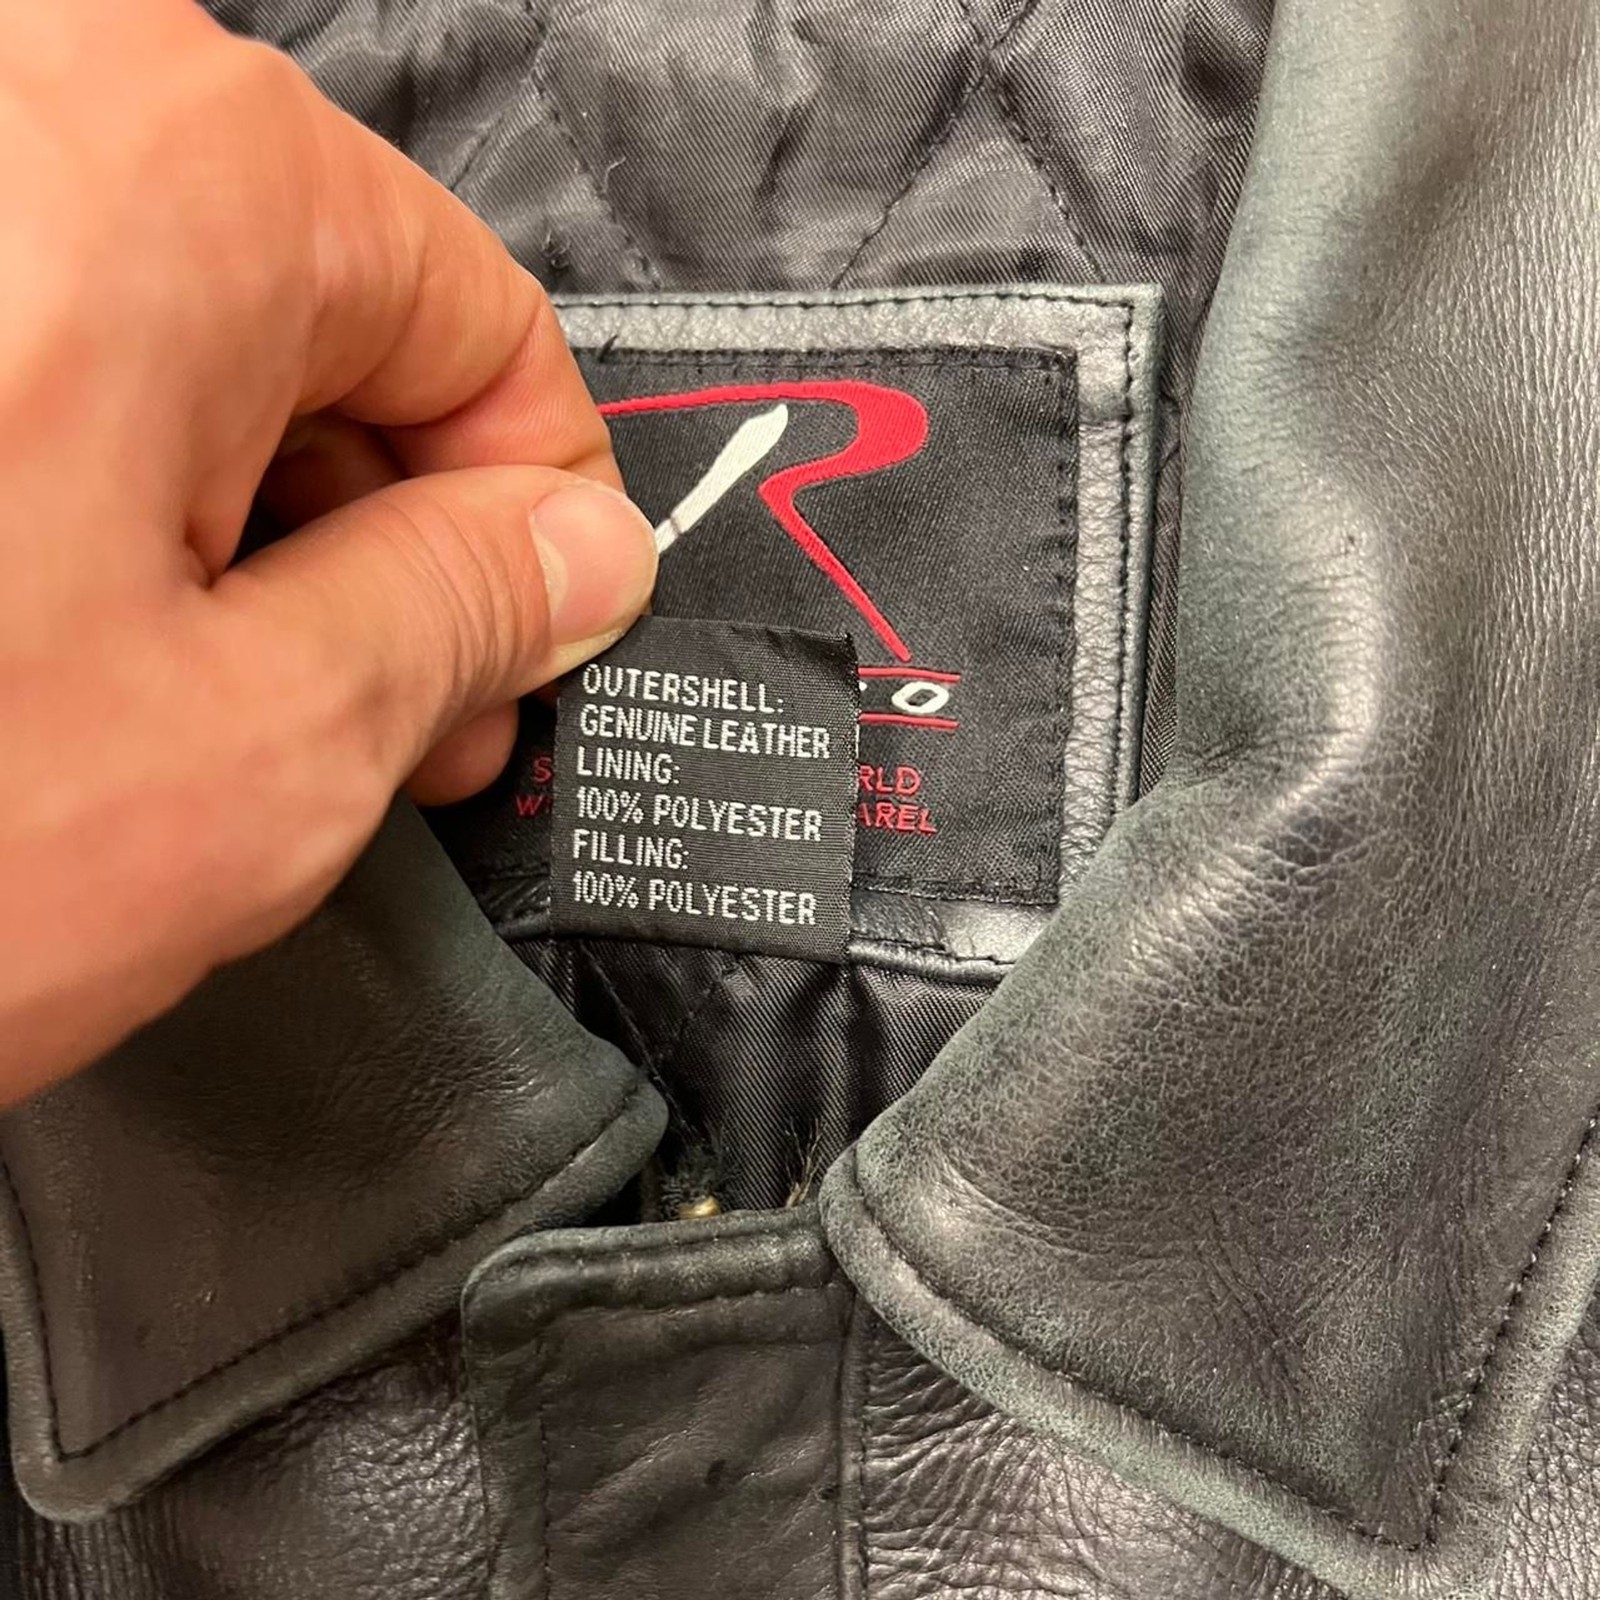 R
OUTERSHELL:
GENUINE LEATHER
LINING:
100% POLYESTER
FILLING:
100% POLYESTER